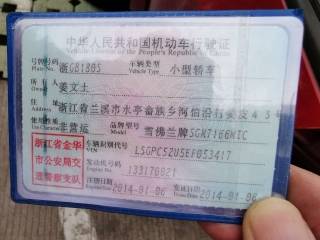 中华人民共和国机动车行驶证
Vehicle License of the People's Republic of China
号牌号码 浙GB1805 车辆类型 小型轿车
Plate No. Vehicle Type
所有人 姜文土
Owner
住址 浙江省兰溪市水亭畲族乡
Address
使用性质 非营运 品牌型号 雪佛兰牌SGM7166MTC
Use Character Model
浙江省金华 车辆识别代号
市公安局交 VIN LSGPC52U5EF053417
通警察支队 发动机号码 133170821
Engine No.
注册日期 2014-01-06 发证日期 2014-01-06
Register Date Issue Date